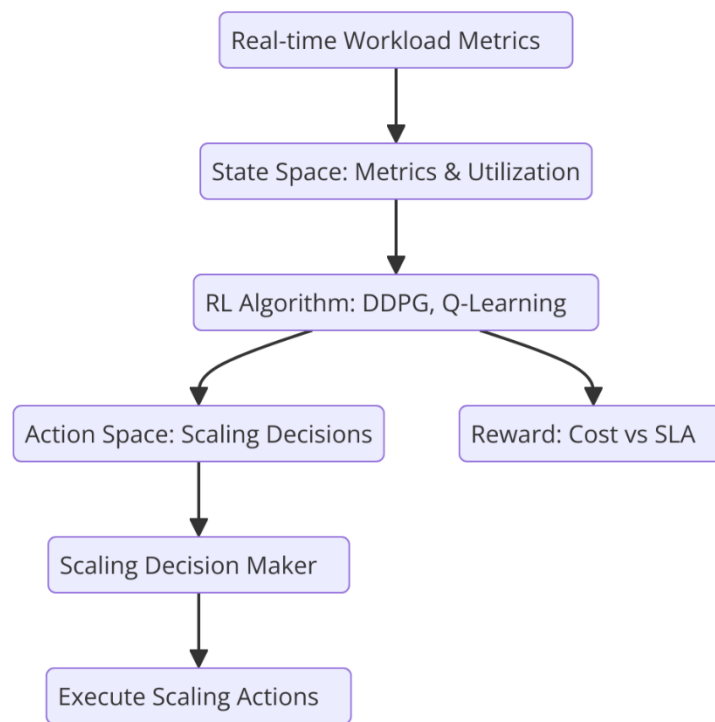 Real-time Workload Metrics
State Space: Metrics & Utilization
RL Algorithm: DDPG, Q-Learning
Action Space: Scaling Decisions
Reward: Cost vs SLA
Scaling Decision Maker
Execute Scaling Actions